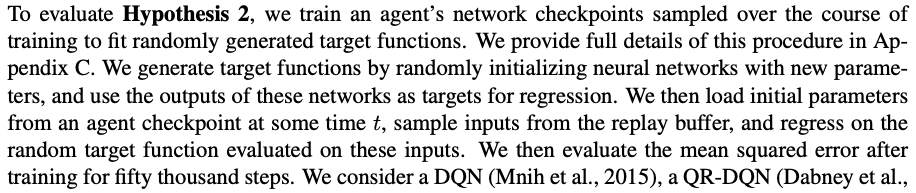 To evaluate Hypothesis 2, we train an agent's network checkpoints sampled over the course of
training to fit randomly generated target functions. We provide full details of this procedure in Ap-
pendix C. We generate target functions by randomly initializing neural networks with new parame-
ters, and use the outputs of these networks as targets for regression. We then load initial parameters
from an agent checkpoint at some time t, sample inputs from the replay buffer, and regress on the
random target function evaluated on these inputs. We then evaluate the mean squared error after
training for fifty thousand steps. We consider a DQN (Mnih et al., 2015), a QR-DQN (Dabney et al.,